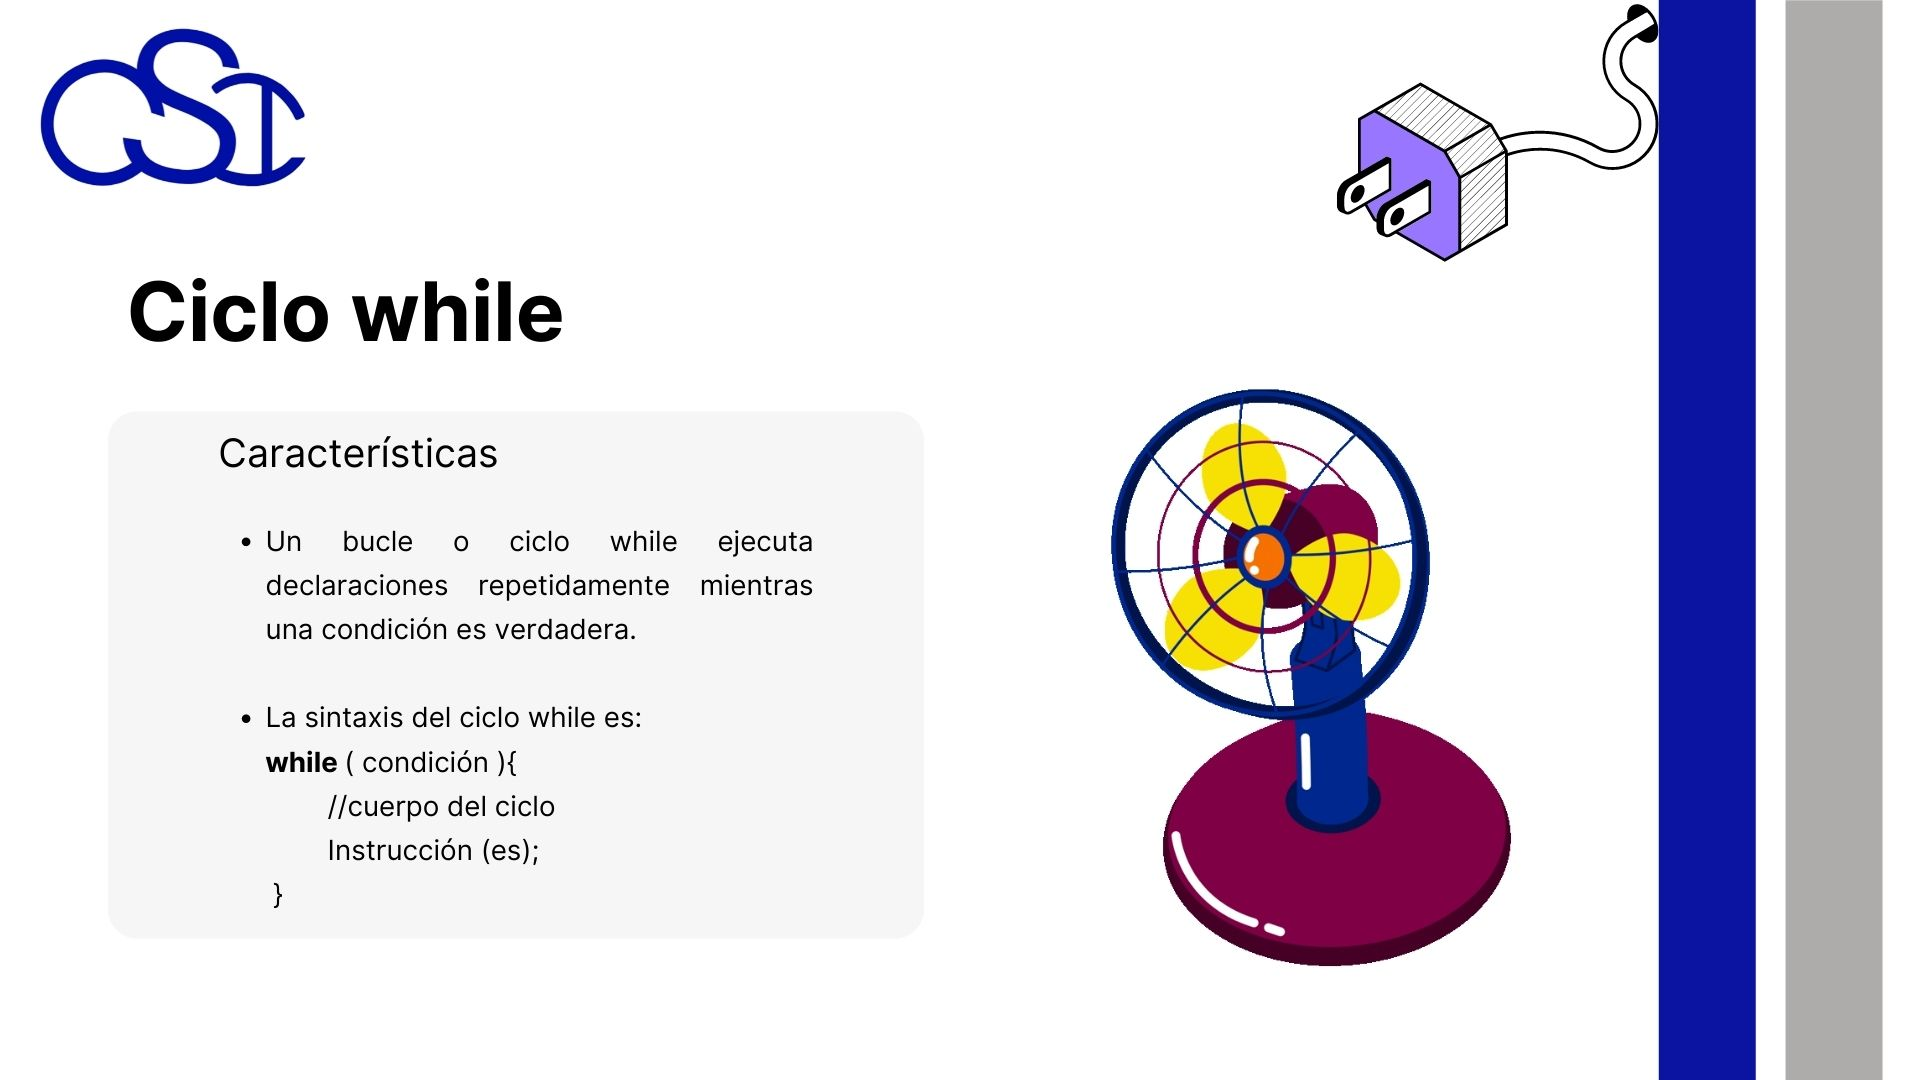 CSI
Ciclo while
Características
• Un bucle o ciclo while ejecuta
declaraciones repetidamente mientras
una condición es verdadera.
• La sintaxis del ciclo while es:
while ( condición ){
//cuerpo del ciclo
Instrucción (es);
}